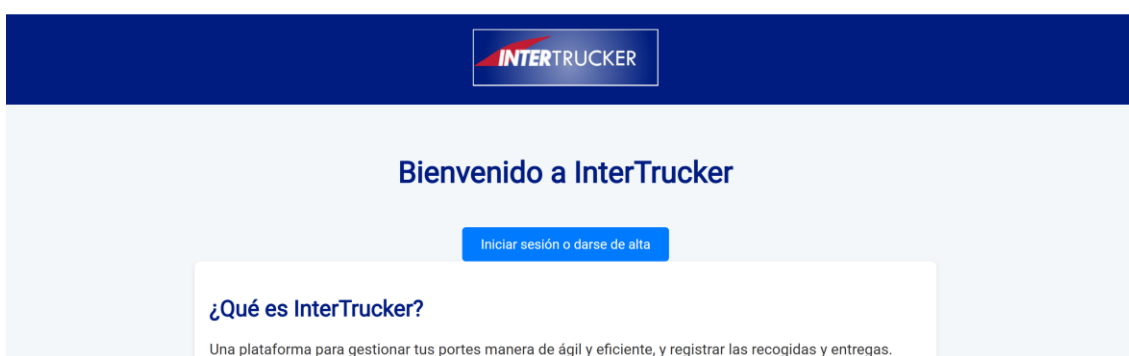 INTERTRUCKER
Bienvenido a InterTrucker
Iniciar sesión o darse de alta
¿Qué es InterTrucker?
Una plataforma para gestionar tus portes manera de ágil y eficiente, y registrar las recogidas y entregas.